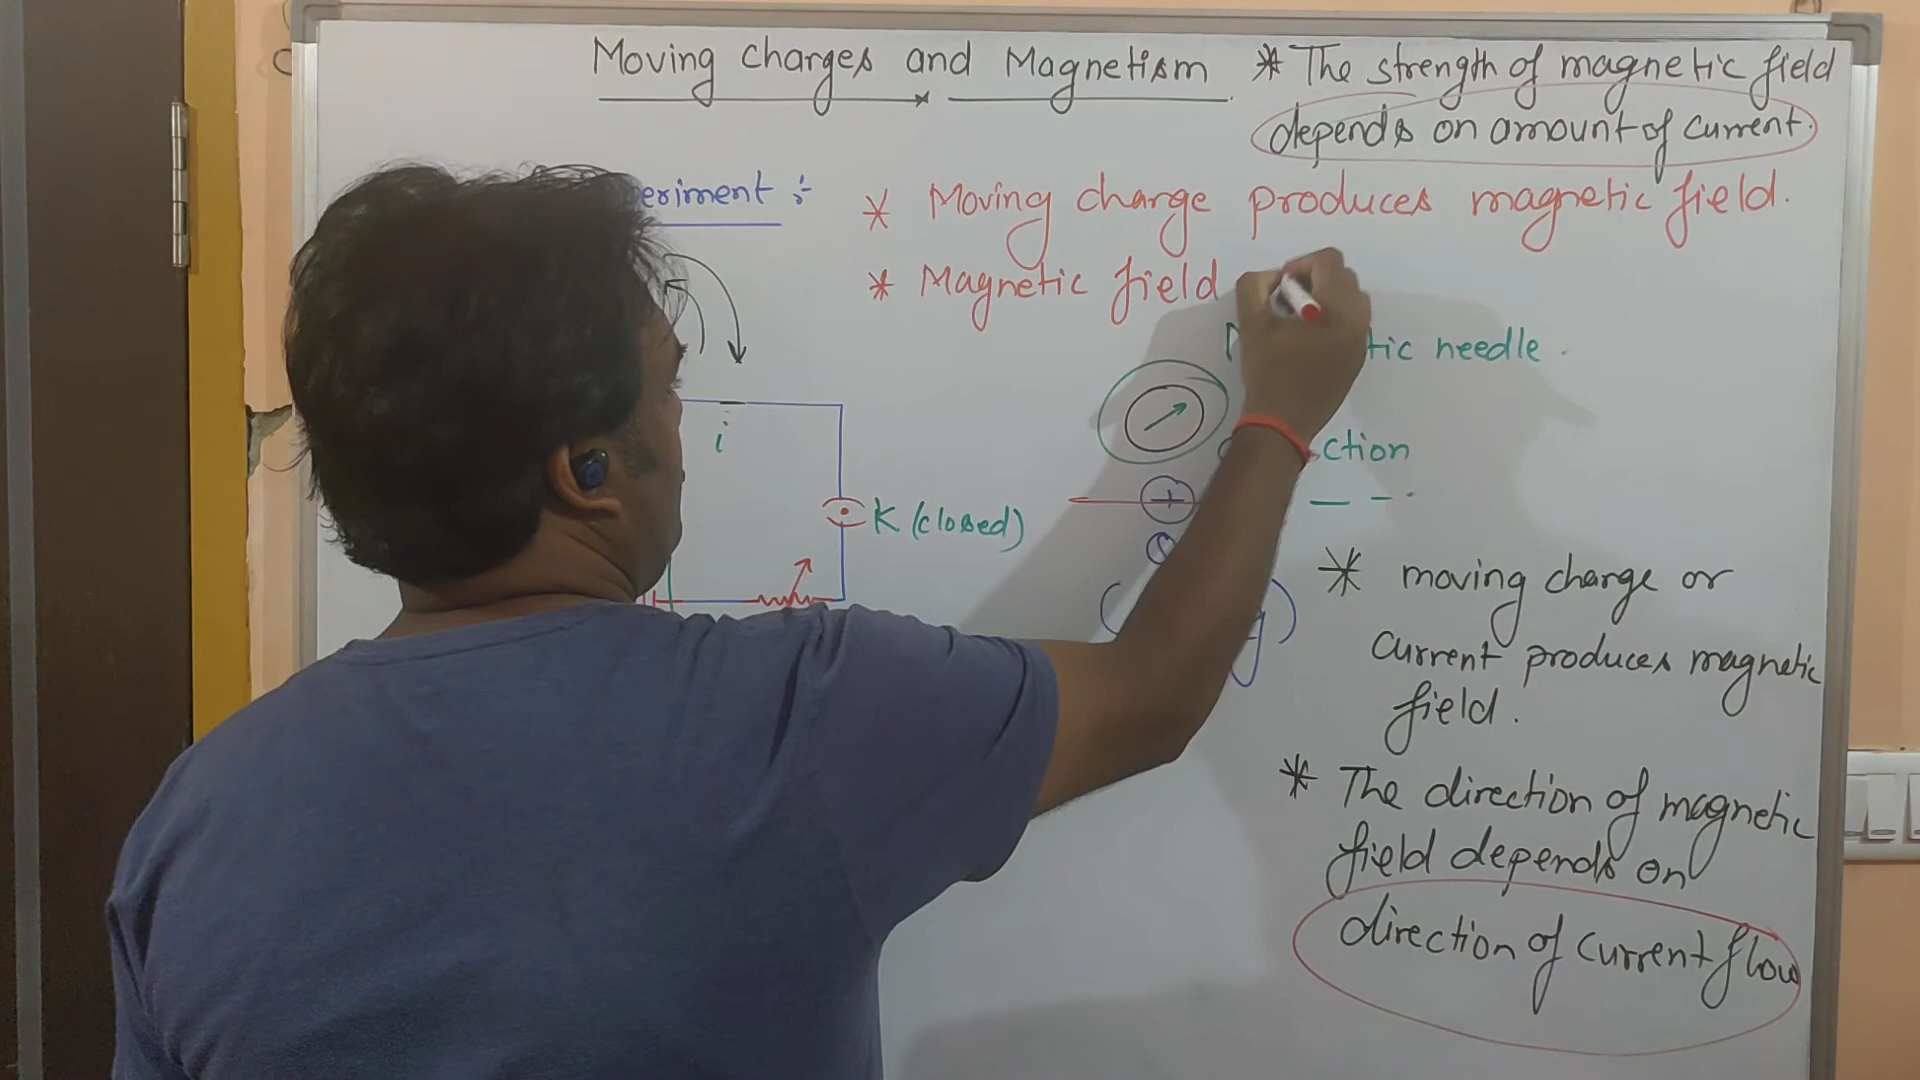 Moving charges and Magnetism
* The strength of magnetic field
depends on amount of current.
eriment :-
* Moving charge produces magnetic field.
* Magnetic field
tic needle
i
ction
K (closed)
* moving charge or
current produces magnetic
field.
* The direction of magnetic
field depends on
direction of current flow